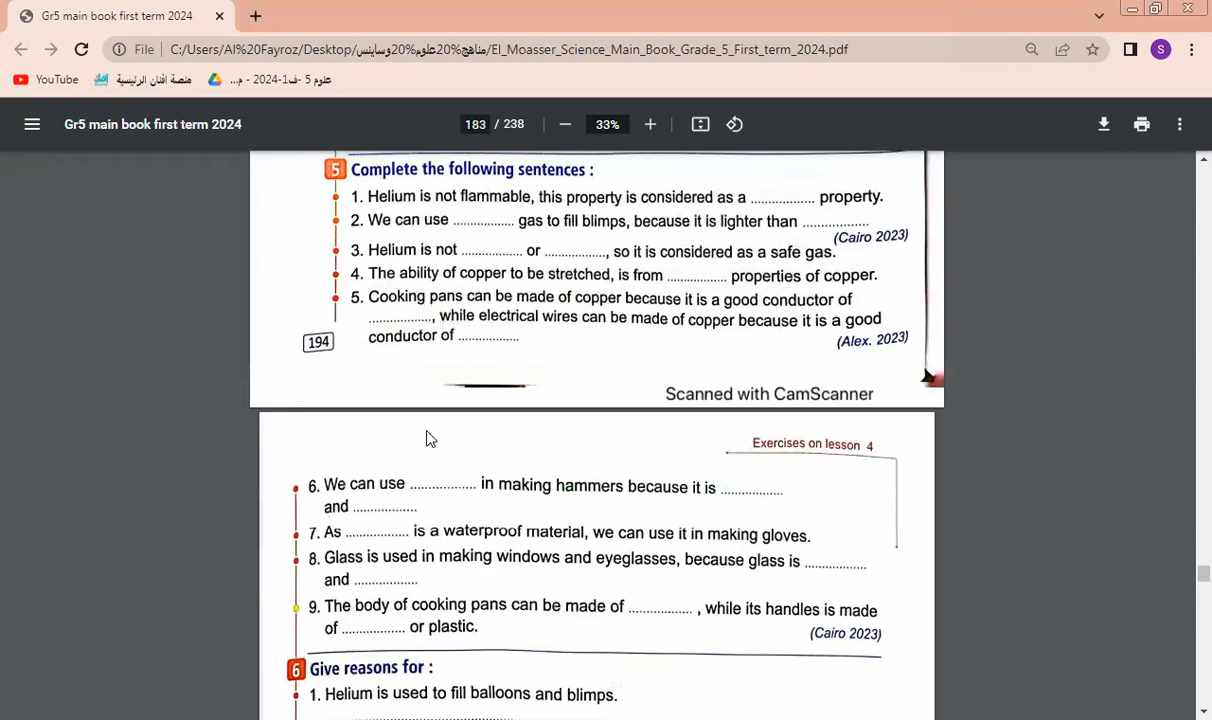 Gr5 main book first term 2024
File
C:/Users/Al%20Fayroz/Desktop/مناهج%20علوم%20وساينس/El_Moasser_Science_Main_Book_Grade_5_First_term_2024.pdf
S
YouTube
منصة أفنان الرئيسية
علوم 5 -ف1-2024 - م...
Gr5 main book first term 2024
183 / 238
33%
5 Complete the following sentences :
1. Helium is not flammable, this property is considered as a ................ property.
2. We can use ............... gas to fill blimps, because it is lighter than ................
(Cairo 2023)
3. Helium is not ............... or ..............., so it is considered as a safe gas.
4. The ability of copper to be stretched, is from ............... properties of copper.
5. Cooking pans can be made of copper because it is a good conductor of
..............., while electrical wires can be made of copper because it is a good
conductor of ...............
(Alex. 2023)
194
Scanned with CamScanner
Exercises on lesson 4
6. We can use ................ in making hammers because it is ...............
and ...............
7. As ............... is a waterproof material, we can use it in making gloves.
8. Glass is used in making windows and eyeglasses, because glass is ...............
and ...............
9. The body of cooking pans can be made of ............... , while its handles is made
of ............... or plastic.
(Cairo 2023)
6 Give reasons for :
1. Helium is used to fill balloons and blimps.